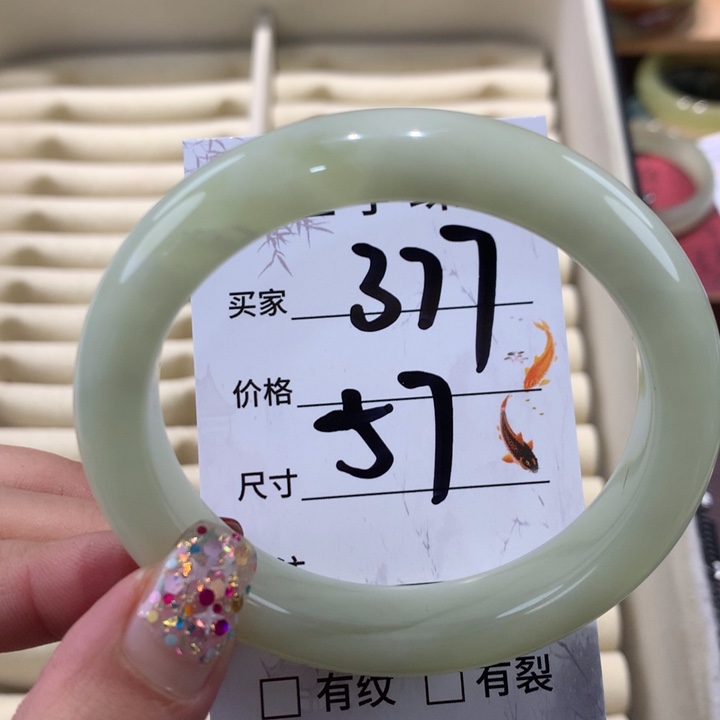 买家 377
价格
尺寸 57
□ 有纹 □ 有裂